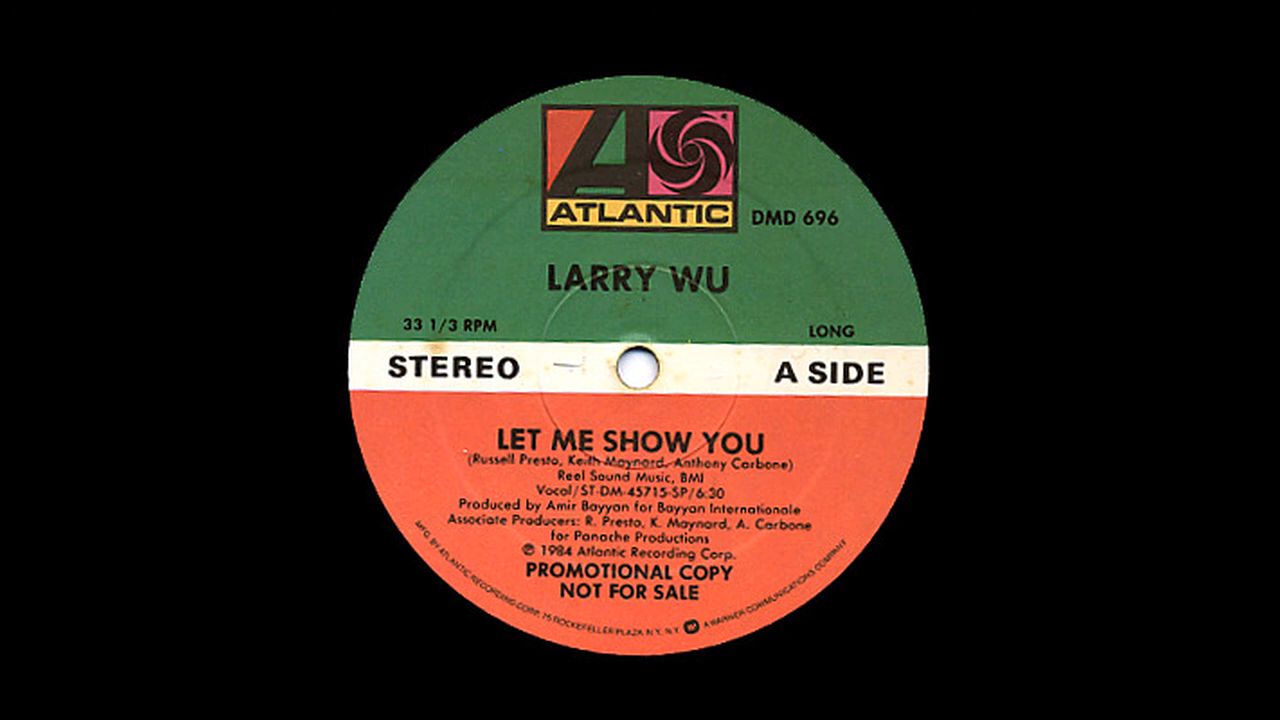 ATLANTIC
DMD 696
LARRY WU
33 1/3 RPM
LONG
STEREO
A SIDE
LET ME SHOW YOU
(Russell Presto, Keith Maynard, Anthony Carbone)
Reel Sound Music, BMI
Vocal/ST-DM-45715-SP/6:30
Produced by Amir Bayyan for Bayyan Internationale
Associate Producers: R. Presto, K. Maynard, A. Carbone
for Panache Productions
℗ 1984 Atlantic Recording Corp.
PROMOTIONAL COPY
NOT FOR SALE
MFG. BY ATLANTIC RECORDING CORP., 75 ROCKEFELLER PLAZA N.Y. N.Y. A WARNER COMMUNICATIONS COMPANY